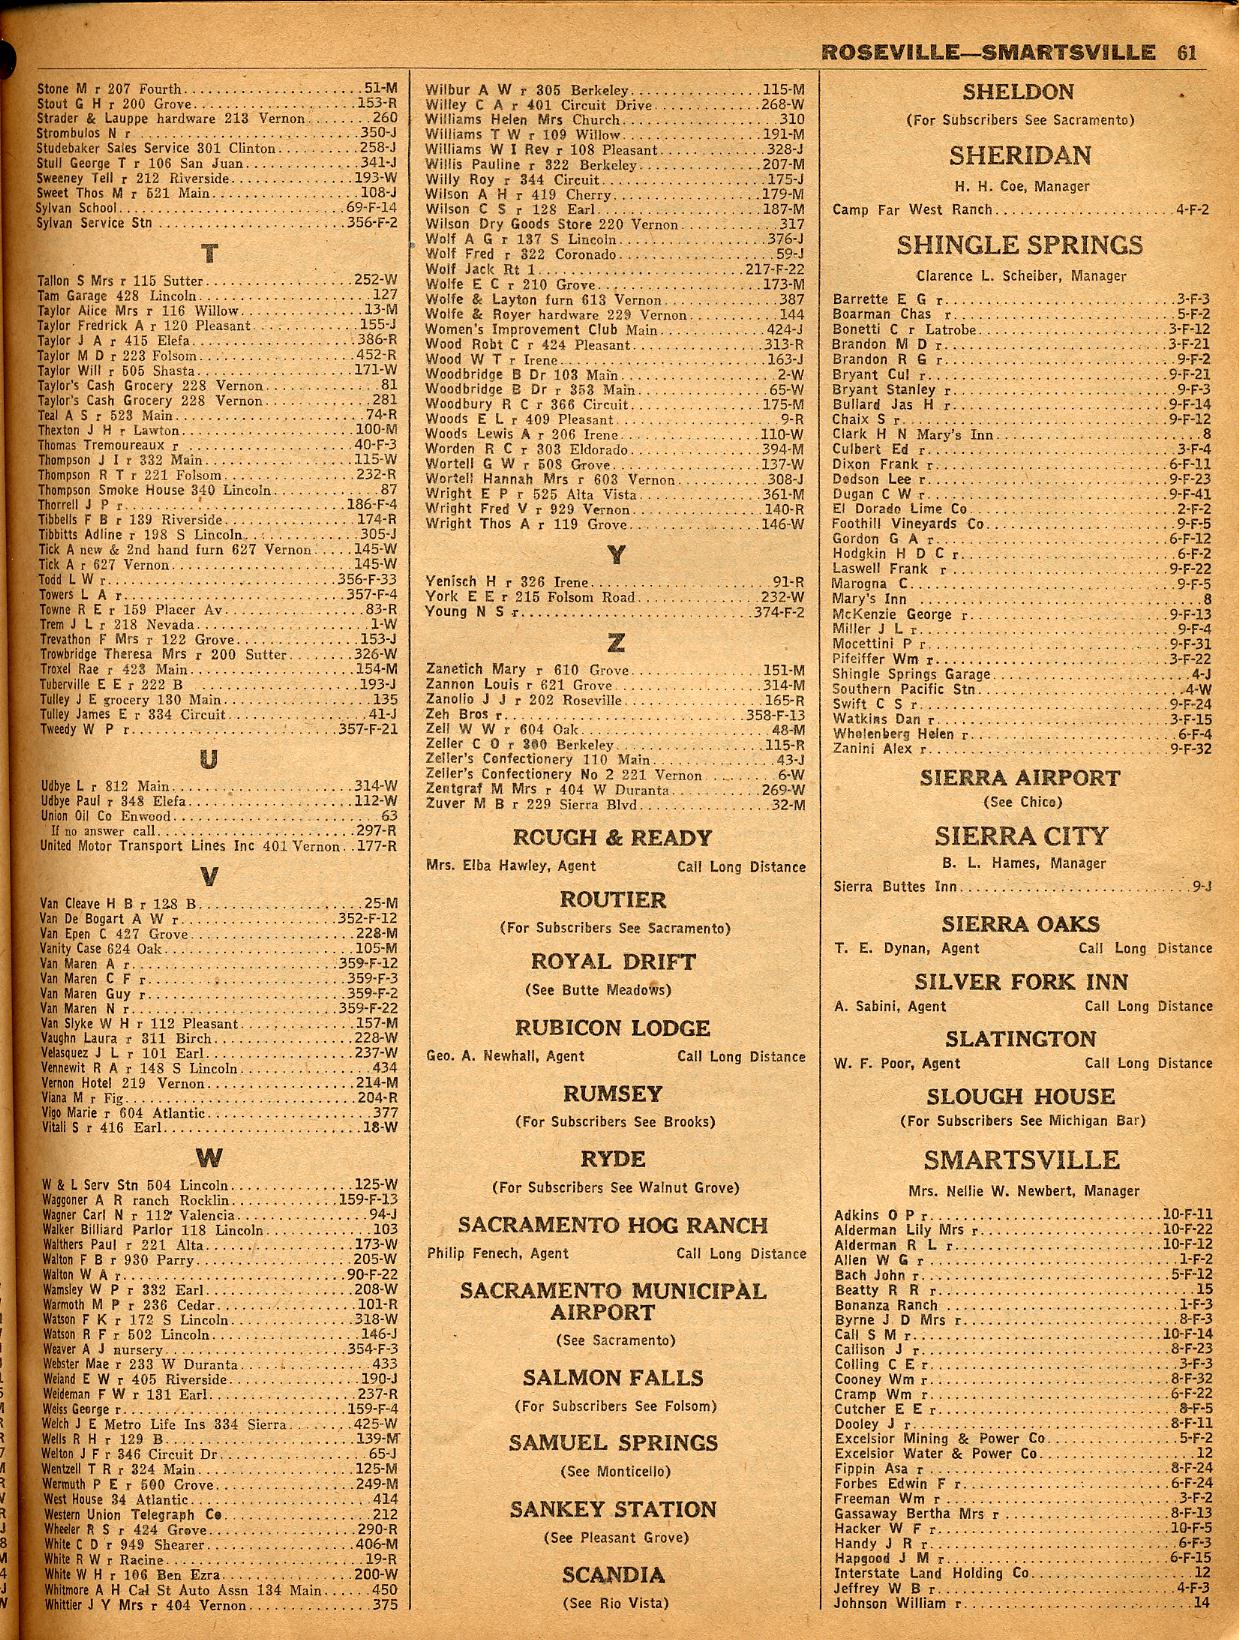 ROSEVILLE—SMARTSVILLE 61
Stone M r 207 Fourth....................51-M
Stout G H r 200 Grove....................153-R
Strader & Lauppe hardware 213 Vernon........260
Strombulos N r....................350-J
Studebaker Sales Service 301 Clinton..........258-J
Stull George T r 106 San Juan..............341-J
Sweeney Tell r 212 Riverside...............193-W
Sweet Thos M r 521 Main.................108-J
Sylvan School.........................69-F-14
Sylvan Service Stn....................356-F-2
T
Tallon S Mrs r 115 Sutter.................252-W
Tam Garage 428 Lincoln...................127
Taylor Alice Mrs r 116 Willow..............13-M
Taylor Fredrick A r 120 Pleasant............155-J
Taylor J A r 415 Elefa....................386-R
Taylor M D r 223 Folsom..................452-R
Taylor Will r 505 Shasta..................171-W
Taylor's Cash Grocery 228 Vernon............81
Taylor's Cash Grocery 228 Vernon............281
Teal A S r 523 Main.....................74-R
Thexton J H r Lawton....................100-M
Thomas Tremoureaux r....................40-F-3
Thompson J I r 332 Main..................115-W
Thompson R T r 221 Folsom................232-R
Thompson Smoke House 340 Lincoln...........87
Thorrell J P r........................186-F-4
Tibbells F B r 139 Riverside...............174-R
Tibbitts Adline r 198 S Lincoln.............305-J
Tick A new & 2nd hand furn 627 Vernon.....145-W
Tick A r 627 Vernon.....................145-W
Todd L W r..........................356-F-33
Towers L A r........................357-F-4
Towne R E r 159 Placer Av................83-R
Trem J L r 218 Nevada...................1-W
Trevathon F Mrs r 122 Grove..............153-J
Trowbridge Theresa Mrs r 200 Sutter........326-W
Troxel Rae r 423 Main...................154-M
Tuberville E E r 222 B...................193-J
Tulley J E grocery 130 Main................135
Tulley James E r 334 Circuit...............41-J
Tweedy W P r........................357-F-21
U
Udbye L r 812 Main.....................314-W
Udbye Paul r 348 Elefa...................112-W
Union Oil Co Enwood.....................63
If no answer call.....................297-R
United Motor Transport Lines Inc 401 Vernon..177-R
V
Van Cleave H B r 128 B...................25-M
Van De Bogart A W r....................352-F-12
Van Epen C 427 Grove....................228-M
Vanity Case 624 Oak.....................105-M
Van Maren A r........................359-F-12
Van Maren C F r.......................359-F-3
Van Maren Guy r.......................359-F-2
Van Maren N r........................359-F-22
Van Slyke W H r 112 Pleasant..............157-M
Vaughn Laura r 311 Birch.................228-W
Velasquez J L r 101 Earl..................237-W
Vennewit R A r 148 S Lincoln...............434
Vernon Hotel 219 Vernon..................214-M
Viana M r Fig.........................204-R
Vigo Marie r 604 Atlantic..................377
Vitali S r 416 Earl......................18-W
W
W & L Serv Stn 504 Lincoln................125-W
Waggoner A R ranch Rocklin...............159-F-13
Wagner Carl N r 112 Valencia................94-J
Walker Billiard Parlor 118 Lincoln............103
Walthers Paul r 221 Alta..................173-W
Walton F B r 930 Parry...................205-W
Walton W A r.........................90-F-22
Wamsley W P r 332 Earl..................208-W
Warmoth M P r 236 Cedar.................101-R
Watson F K r 172 S Lincoln................318-W
Watson R F r 502 Lincoln.................146-J
Weaver A J nursery.....................354-F-3
Webster Mae r 233 W Duranta...............433
Weiand E W r 405 Riverside................190-J
Weideman F W r 131 Earl..................237-R
Weiss George r........................159-F-4
Welch J E Metro Life Ins 334 Sierra.........425-W
Wells R H r 129 B......................139-M
Welton J F r 346 Circuit Dr................65-J
Wentzell T R r 324 Main..................125-M
Wermuth P E r 500 Grove..................249-M
West House 34 Atlantic...................414
Western Union Telegraph Co................212
Wheeler R S r 424 Grove..................290-R
White C D r 949 Shearer..................406-M
White R W r Racine.....................19-R
White W H r 106 Ben Ezra.................200-W
Whitmore A H Cal St Auto Assn 134 Main......450
Whittier J Y Mrs r 404 Vernon..............375
Wilbur A W r 305 Berkeley.................115-M
Willey C A r 401 Circuit Drive..............268-W
Williams Helen Mrs Church.................310
Williams T W r 109 Willow.................191-M
Williams W I Rev r 108 Pleasant.............328-J
Willis Pauline r 322 Berkeley...............207-M
Willy Roy r 344 Circuit...................175-J
Wilson A H r 419 Cherry..................179-M
Wilson C S r 128 Earl....................187-M
Wilson Dry Goods Store 220 Vernon...........317
Wolf A G r 137 S Lincoln..................376-J
Wolf Fred r 322 Coronado..................59-J
Wolf Jack Rt 1.......................217-F-22
Wolfe E C r 210 Grove....................173-M
Wolfe & Layton furn 613 Vernon..............387
Wolfe & Royer hardware 229 Vernon...........144
Women's Improvement Club Main.............424-J
Wood Robt C r 424 Pleasant................313-R
Wood W T r Irene......................163-J
Woodbridge B Dr 103 Main..................2-W
Woodbridge B Dr r 353 Main................65-W
Woodbury R C r 366 Circuit................175-M
Woods E L r 409 Pleasant..................9-R
Woods Lewis A r 206 Irene.................110-W
Worden R C r 303 Eldorado.................394-M
Wortell G W r 508 Grove..................137-W
Wortell Hannah Mrs r 603 Vernon............308-J
Wright E P r 525 Alta Vista................361-M
Wright Fred V r 929 Vernon................140-R
Wright Thos A r 119 Grove.................146-W
Y
Yenisch H r 326 Irene....................91-R
York E E r 215 Folsom Road................232-W
Young N S r.........................374-F-2
Z
Zanetich Mary r 610 Grove.................151-M
Zannon Louis r 621 Grove..................314-M
Zanolio J J r 202 Roseville................165-R
Zeh Bros r..........................358-F-13
Zell W W r 604 Oak.....................48-M
Zeller C O r 300 Berkeley.................115-R
Zeller's Confectionery 110 Main..............43-J
Zeller's Confectionery No 2 221 Vernon........6-W
Zentgraf M Mrs r 404 W Duranta.............269-W
Zuver M B r 229 Sierra Blvd................32-M
ROUGH & READY
Mrs. Elba Hawley, Agent Call Long Distance
ROUTIER
(For Subscribers See Sacramento)
ROYAL DRIFT
(See Butte Meadows)
RUBICON LODGE
Geo. A. Newhall, Agent Call Long Distance
RUMSEY
(For Subscribers See Brooks)
RYDE
(For Subscribers See Walnut Grove)
SACRAMENTO HOG RANCH
Philip Fenech, Agent Call Long Distance
SACRAMENTO MUNICIPAL
AIRPORT
(See Sacramento)
SALMON FALLS
(For Subscribers See Folsom)
SAMUEL SPRINGS
(See Monticello)
SANKEY STATION
(See Pleasant Grove)
SCANDIA
(See Rio Vista)
SHELDON
(For Subscribers See Sacramento)
SHERIDAN
H. H. Coe, Manager
Camp Far West Ranch....................4-F-2
SHINGLE SPRINGS
Clarence L. Scheiber, Manager
Barrette E G r........................3-F-3
Boarman Chas r.......................5-F-2
Bonetti C r Latrobe.....................3-F-12
Brandon M D r........................3-F-21
Brandon R G r........................9-F-2
Bryant Cul r.........................9-F-21
Bryant Stanley r.......................9-F-3
Bullard Jas H r.......................9-F-14
Chaix S r...........................9-F-12
Clark H N Mary's Inn.....................8
Culbert Ed r.........................3-F-4
Dixon Frank r........................6-F-11
Dodson Lee r.........................9-F-23
Dugan C W r.........................9-F-41
El Dorado Lime Co......................2-F-2
Foothill Vineyards Co....................9-F-5
Gordon G A r.........................6-F-12
Hodgkin H D C r.......................6-F-2
Laswell Frank r.......................9-F-22
Marogna C..........................9-F-5
Mary's Inn...........................8
McKenzie George r.....................9-F-13
Miller J L r.........................9-F-4
Mocettini P r........................9-F-31
Pifeiffer Wm r.......................3-F-22
Shingle Springs Garage....................4-J
Southern Pacific Stn......................4-W
Swift C S r..........................9-F-24
Watkins Dan r........................3-F-15
Wholenberg Helen r.....................6-F-4
Zanini Alex r........................9-F-32
SIERRA AIRPORT
(See Chico)
SIERRA CITY
B. L. Hames, Manager
Sierra Buttes Inn........................9-J
SIERRA OAKS
T. E. Dynan, Agent Call Long Distance
SILVER FORK INN
A. Sabini, Agent Call Long Distance
SLATINGTON
W. F. Poor, Agent Call Long Distance
SLOUGH HOUSE
(For Subscribers See Michigan Bar)
SMARTSVILLE
Mrs. Nellie W. Newbert, Manager
Adkins O P r.........................10-F-11
Alderman Lily Mrs r....................10-F-22
Alderman R L r.......................10-F-12
Allen W G r.........................1-F-2
Bach John r.........................5-F-12
Beatty R R r..........................15
Bonanza Ranch.......................1-F-3
Byrne J D Mrs r.......................8-F-3
Call S M r..........................10-F-14
Callison J r.........................8-F-23
Colling C E r........................3-F-3
Cooney Wm r.........................8-F-32
Cramp Wm r.........................6-F-22
Cutcher E E r........................8-F-5
Dooley J r..........................8-F-11
Excelsior Mining & Power Co...............5-F-2
Excelsior Water & Power Co................12
Fippin Asa r.........................8-F-24
Forbes Edwin F r......................6-F-24
Freeman Wm r........................3-F-2
Gassaway Bertha Mrs r...................8-F-13
Hacker W F r........................10-F-5
Handy J R r.........................6-F-3
Hapgood J M r........................6-F-15
Interstate Land Holding Co.................12
Jeffrey W B r........................4-F-3
Johnson William r.......................14